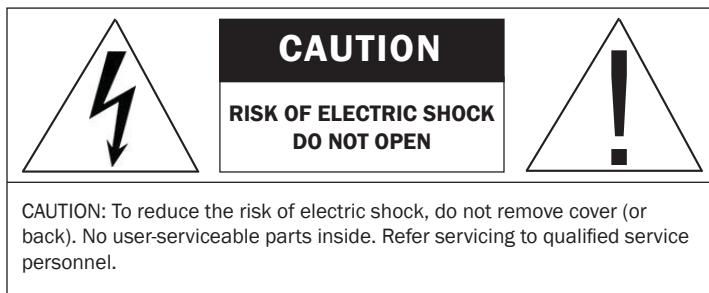 CAUTION
RISK OF ELECTRIC SHOCK
DO NOT OPEN
!
CAUTION: To reduce the risk of electric shock, do not remove cover (or
back). No user-serviceable parts inside. Refer servicing to qualified service
personnel.